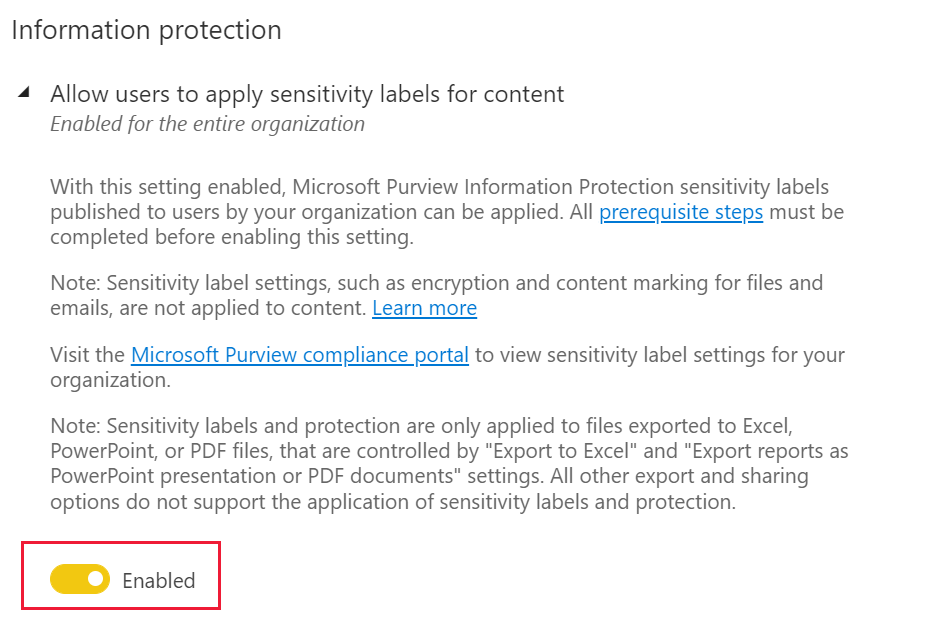 Information protection
Allow users to apply sensitivity labels for content
Enabled for the entire organization
With this setting enabled, Microsoft Purview Information Protection sensitivity labels
published to users by your organization can be applied. All prerequisite steps must be
completed before enabling this setting.
Note: Sensitivity label settings, such as encryption and content marking for files and
emails, are not applied to content. Learn more
Visit the Microsoft Purview compliance portal to view sensitivity label settings for your
organization.
Note: Sensitivity labels and protection are only applied to files exported to Excel,
PowerPoint, or PDF files, that are controlled by "Export to Excel" and "Export reports as
PowerPoint presentation or PDF documents" settings. All other export and sharing
options do not support the application of sensitivity labels and protection.
Enabled